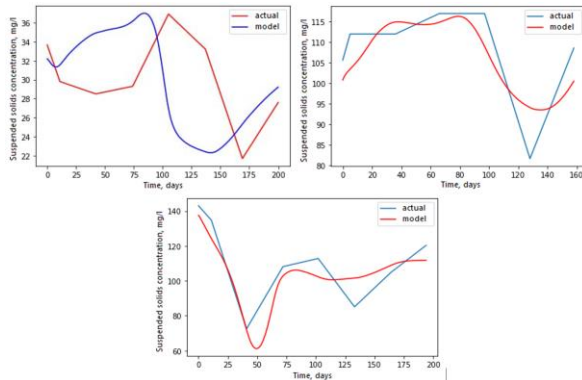 Suspended solids concentration, mg/l
36
34
32
30
28
26
24
22
0 25 50 75 100 125 150 175 200
Time, days
actual
model
Suspended solids concentration, mg/l
115
110
105
100
95
90
85
80
0 20 40 60 80 100 120 140 160
Time, days
actual
model
Suspended solids concentration, mg/l
140
120
100
80
60
0 25 50 75 100 125 150 175 200
Time, days
actual
model